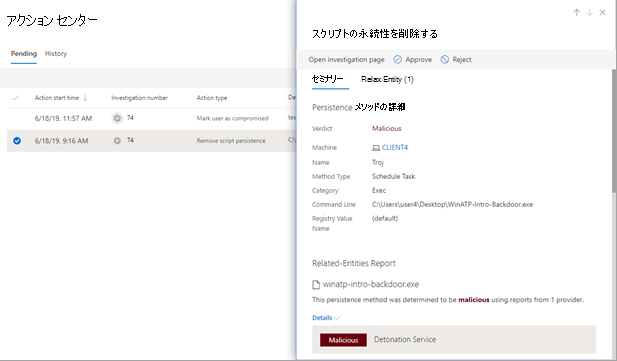 アクション センター
Pending
History
Action start time ↓
Investigation number
Action type
De
6/18/19, 11:57 AM
74
Mark user as compromised
tes
6/18/19, 9:16 AM
74
Remove script persistence
C:\
スクリプトの永続性を削除する
Open investigation page
Approve
Reject
セミナリー
Relax Entity (1)
Persistence メソッドの詳細
Verdict
Malicious
Machine
CLIENT4
Name
Troj
Method Type
Schedule Task
Category
Exec
Command Line
C:\Users\user4\Desktop\WinATP-Intro-Backdoor.exe
Registry Value Name
(default)
Related-Entities Report
winatp-intro-backdoor.exe
This persistence method was determined to be malicious using reports from 1 provider.
Details
Malicious
Detonation Service